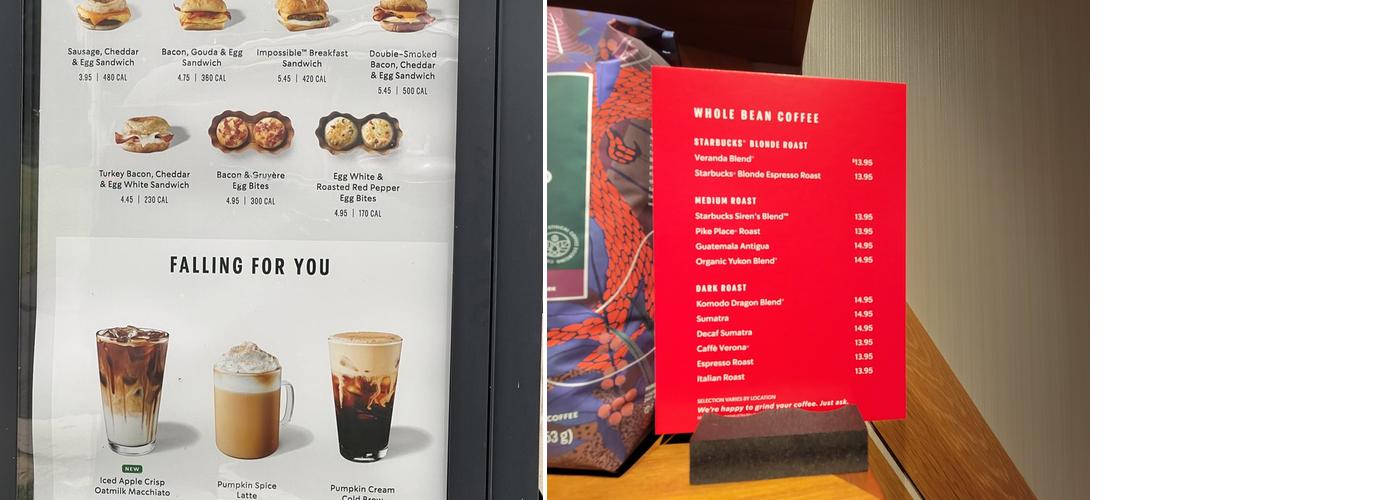 Sausage, Cheddar
& Egg Sandwich
3.95 | 480 CAL
Bacon, Gouda & Egg
Sandwich
4.75 | 360 CAL
Impossible™ Breakfast
Sandwich
5.45 | 420 CAL
Double-Smoked
Bacon, Cheddar
& Egg Sandwich
5.45 | 500 CAL
Turkey Bacon, Cheddar
& Egg White Sandwich
4.45 | 230 CAL
Bacon & Gruyère
Egg Bites
4.95 | 300 CAL
Egg White &
Roasted Red Pepper
Egg Bites
4.95 | 170 CAL
FALLING FOR YOU
NEW
Iced Apple Crisp
Oatmilk Macchiato
Pumpkin Spice
Latte
Pumpkin Cream
Cold Brew
COFFEE
53 g)
WHOLE BEAN COFFEE
STARBUCKS® BLONDE ROAST
Veranda Blend® $13.95
Starbucks® Blonde Espresso Roast 13.95
MEDIUM ROAST
Starbucks Siren's Blend™ 13.95
Pike Place® Roast 13.95
Guatemala Antigua 14.95
Organic Yukon Blend® 14.95
DARK ROAST
Komodo Dragon Blend® 14.95
Sumatra 14.95
Decaf Sumatra 14.95
Caffè Verona® 13.95
Espresso Roast 13.95
Italian Roast 13.95
SELECTION VARIES BY LOCATION
We're happy to grind your coffee. Just ask.